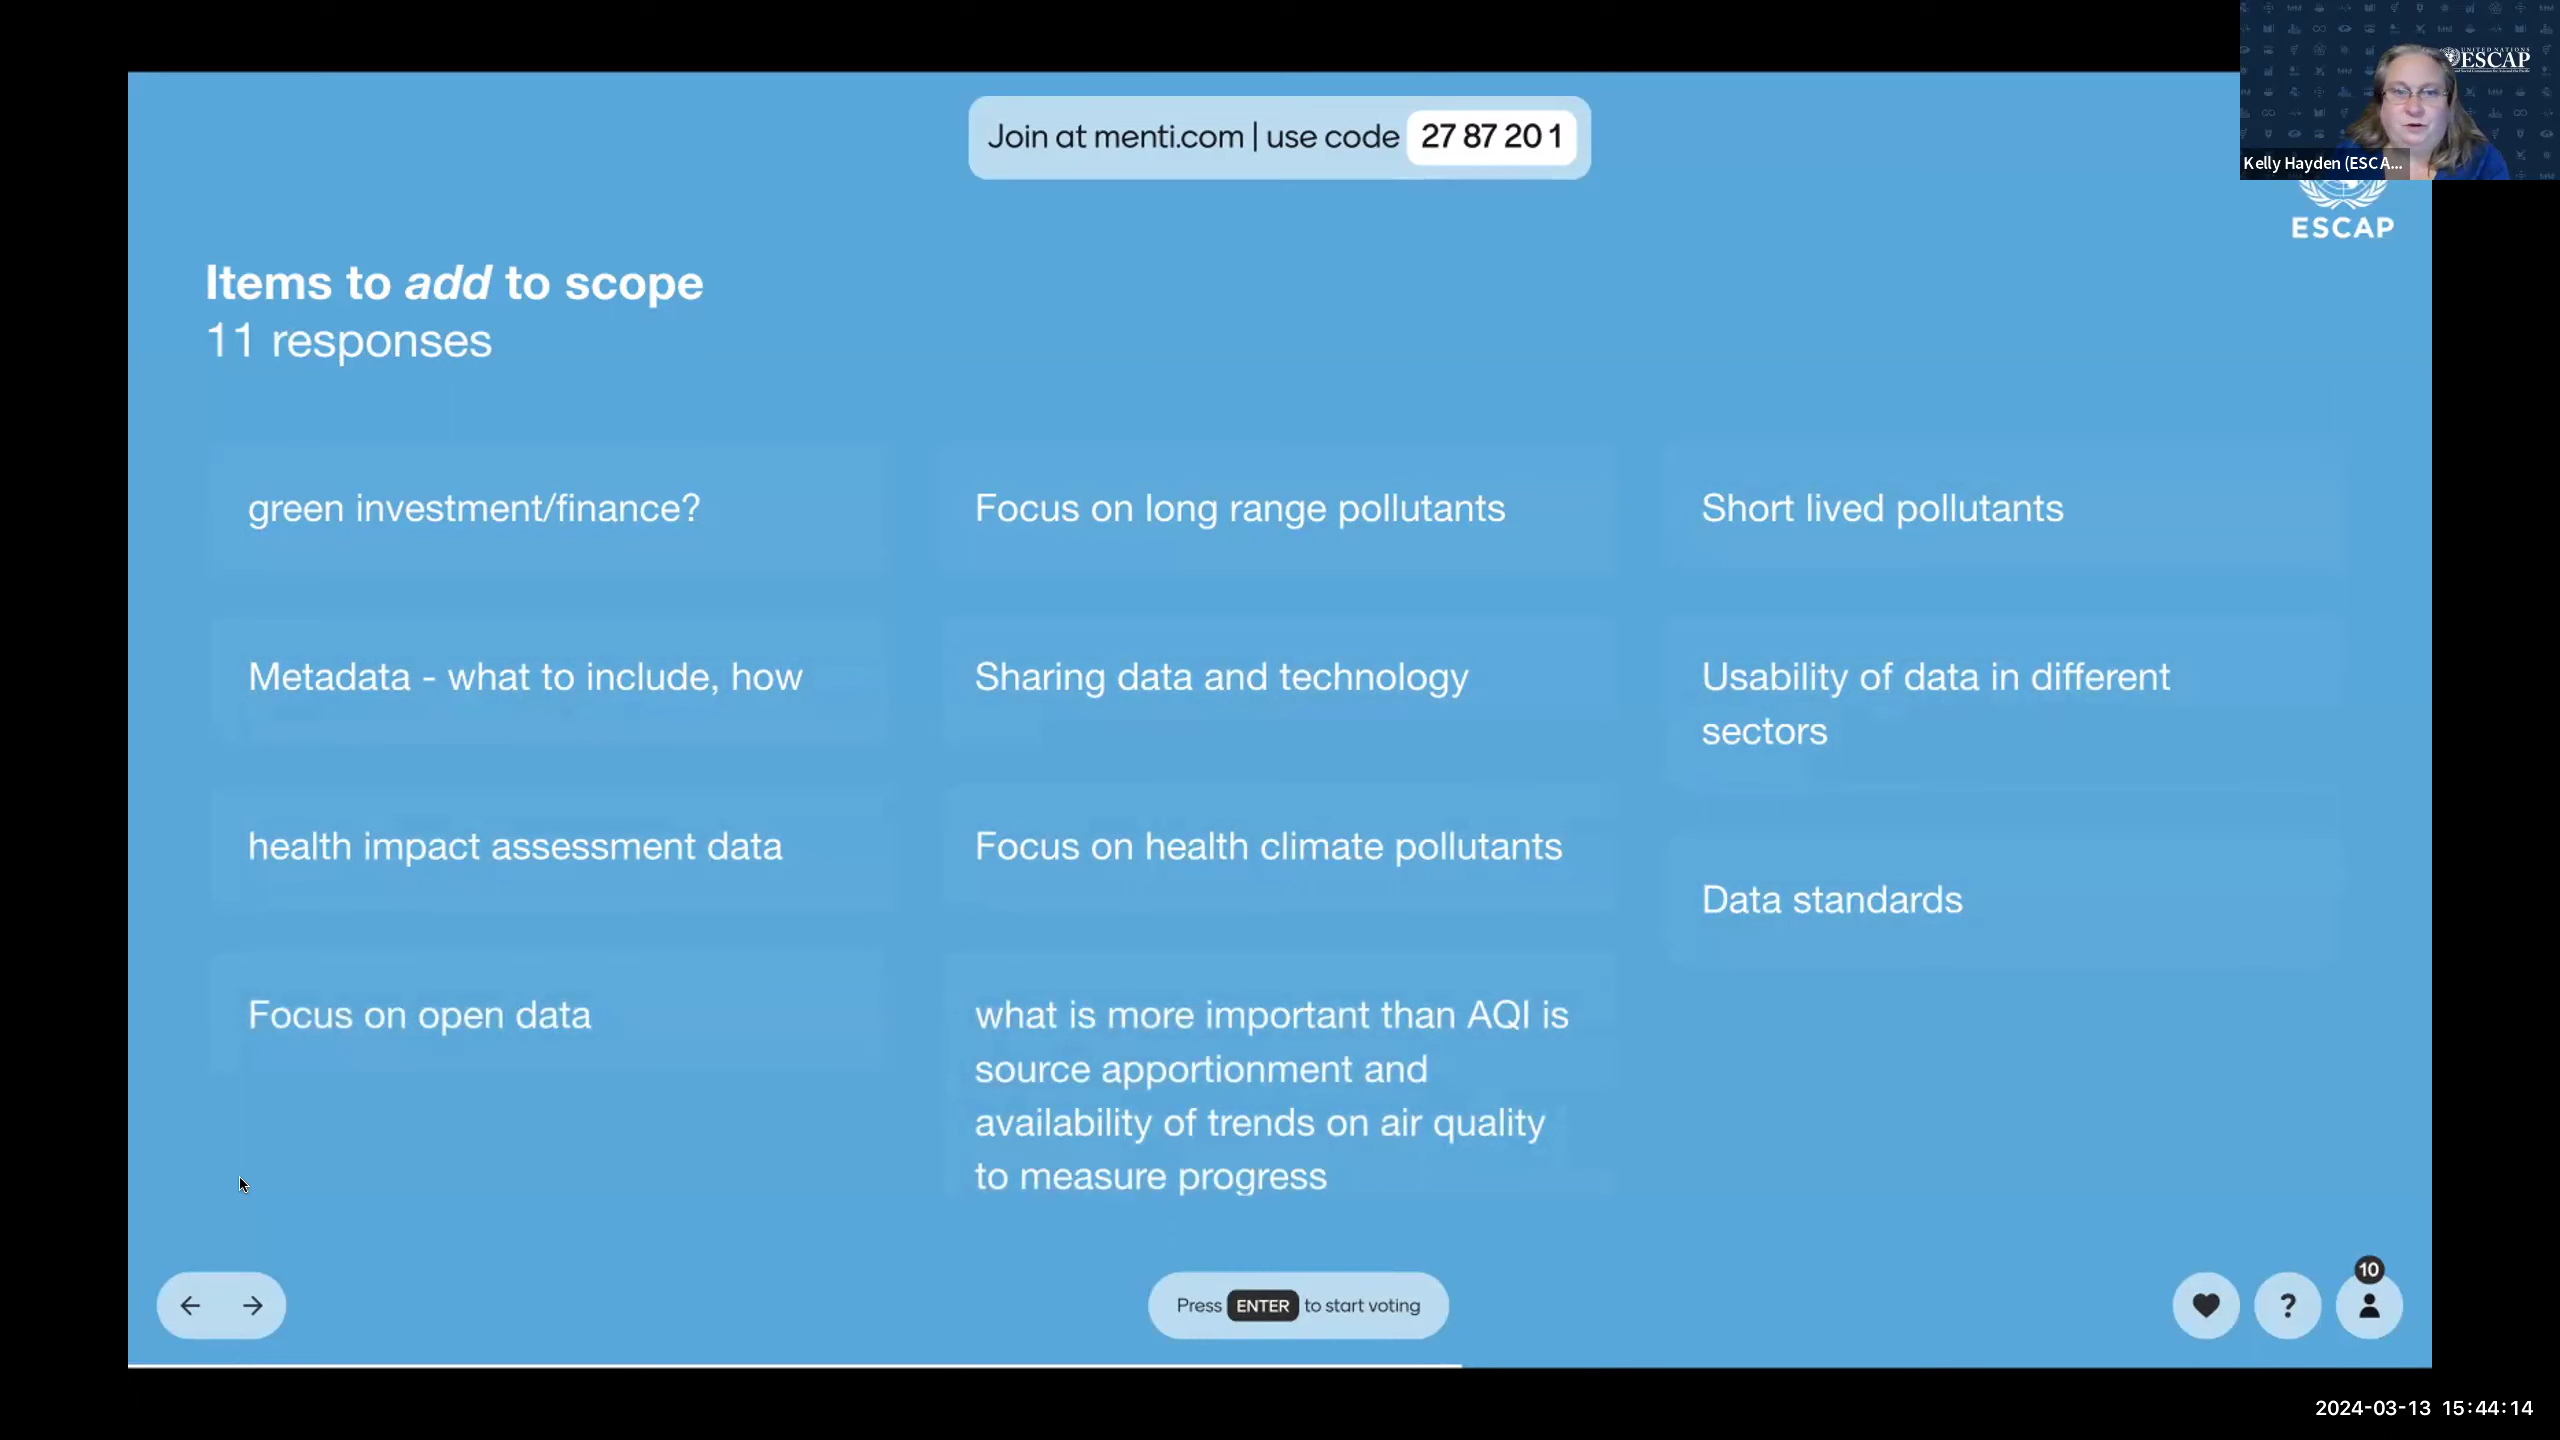 Join at menti.com | use code 27 87 20 1
UNITED NATIONS
ESCAP
Kelly Hayden (ESCA...
ESCAP
Items to add to scope
11 responses
green investment/finance?
Metadata - what to include, how
health impact assessment data
Focus on open data
Focus on long range pollutants
Sharing data and technology
Focus on health climate pollutants
what is more important than AQI is
source apportionment and
availability of trends on air quality
to measure progress
Short lived pollutants
Usability of data in different
sectors
Data standards
Press ENTER to start voting
?
10
2024-03-13 15:44:14